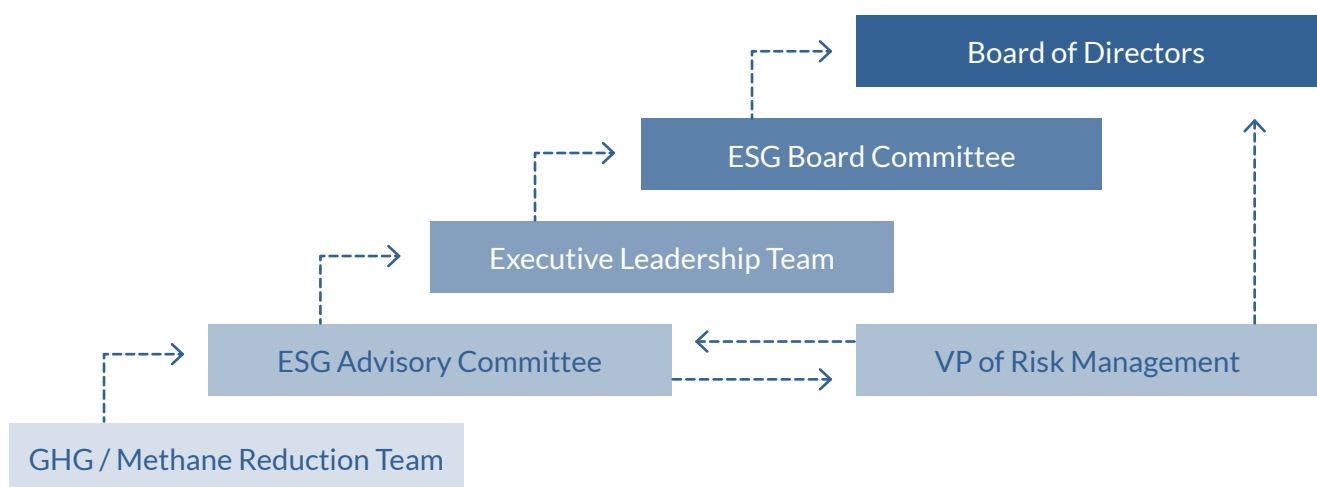 Board of Directors
ESG Board Committee
Executive Leadership Team
ESG Advisory Committee
VP of Risk Management
GHG / Methane Reduction Team